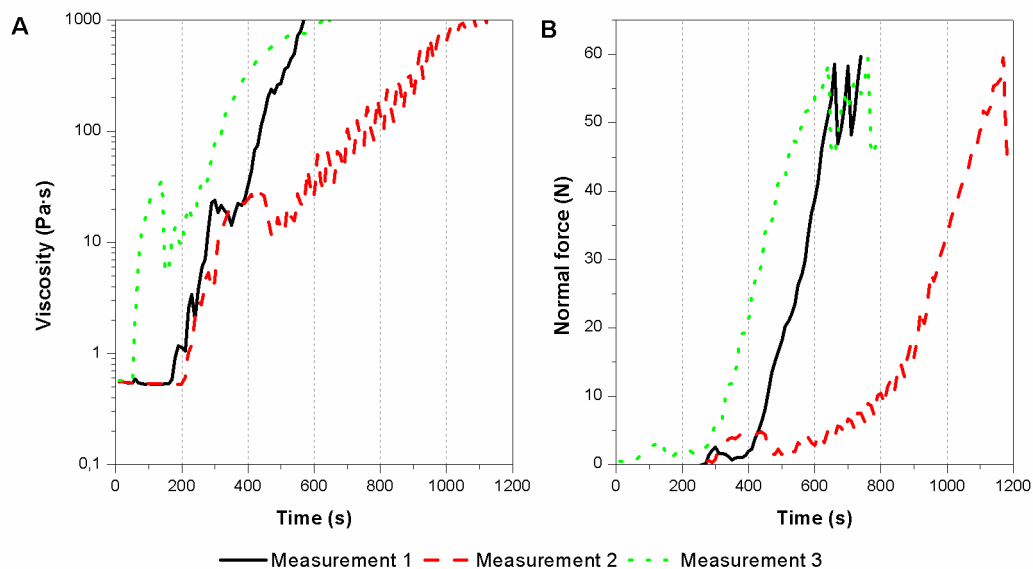 A
B
Viscosity (Pa·s)
1000
100
10
1
0,1
0 200 400 600 800 1000 1200
Time (s)
Normal force (N)
60
50
40
30
20
10
0
0 200 400 600 800 1000 1200
Time (s)
Measurement 1 Measurement 2 Measurement 3